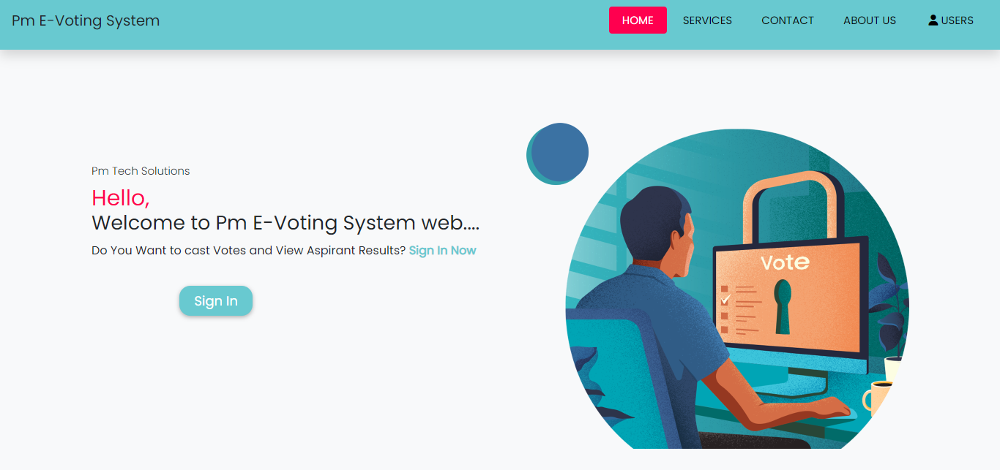 Pm E-Voting System
HOME SERVICES CONTACT ABOUT US USERS
Pm Tech Solutions
Hello,
Welcome to Pm E-Voting System web....
Do You Want to cast Votes and View Aspirant Results? Sign In Now
Sign In
Vote